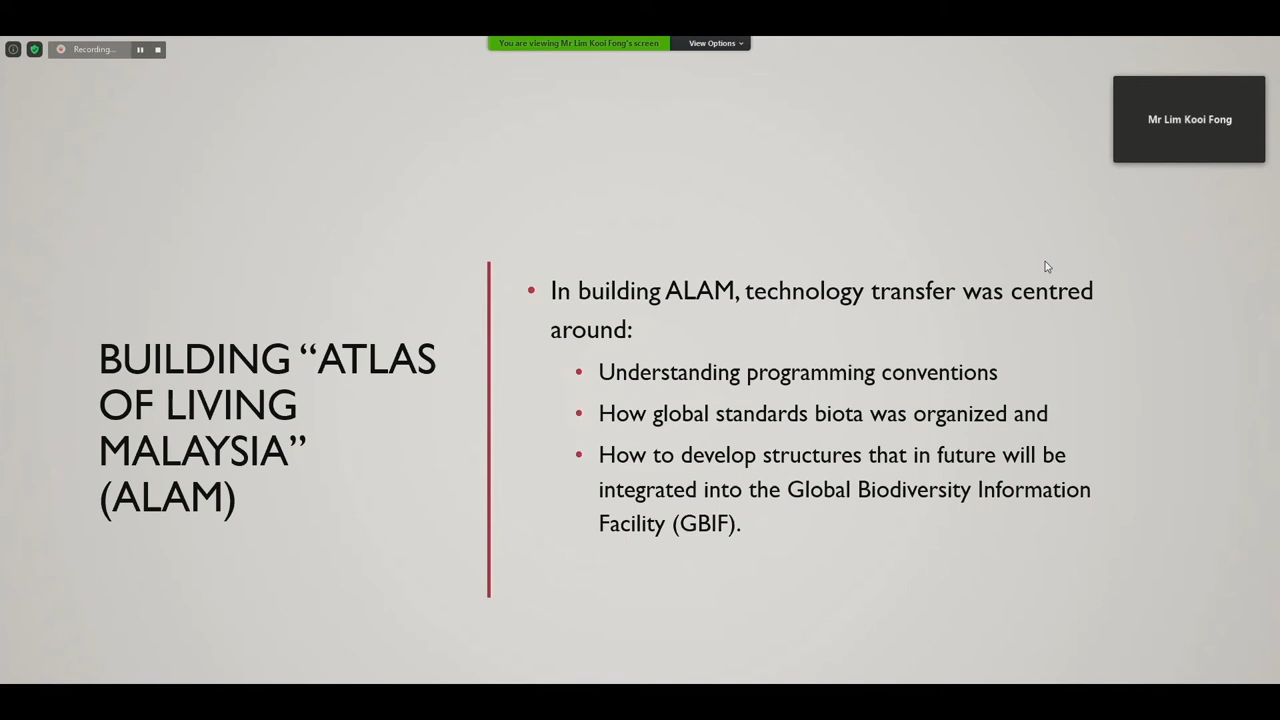 Recording...
You are viewing Mr Lim Kooi Fong's screen
View Options
Mr Lim Kooi Fong
BUILDING “ATLAS
OF LIVING
MALAYSIA”
(ALAM)
• In building ALAM, technology transfer was centred
around:
• Understanding programming conventions
• How global standards biota was organized and
• How to develop structures that in future will be
integrated into the Global Biodiversity Information
Facility (GBIF).